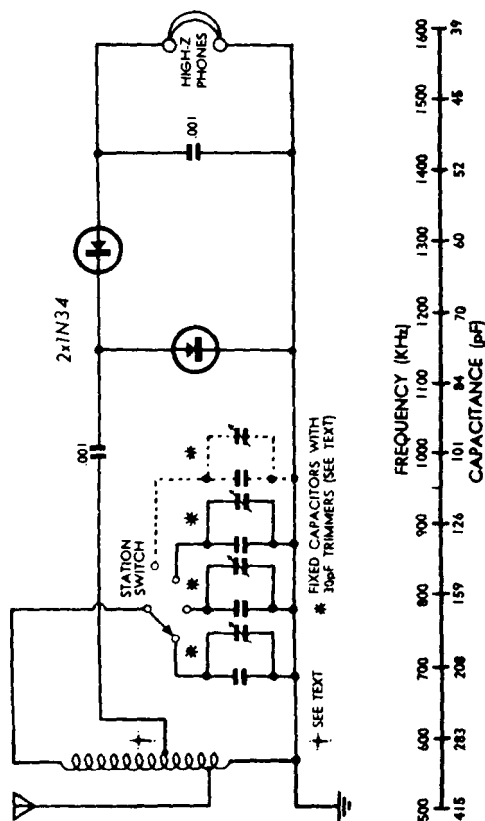 2x1N34
.001
.001
HIGH-Z
PHONES
STATION
SWITCH
* * * *
SEE TEXT
* FIXED CAPACITORS WITH
30pF TRIMMERS (SEE TEXT)
FREQUENCY (KHz)
500 600 700 800 900 1000 1100 1200 1300 1400 1500 1600
415 283 208 159 126 101 84 70 60 52 45 39
CAPACITANCE (pF)